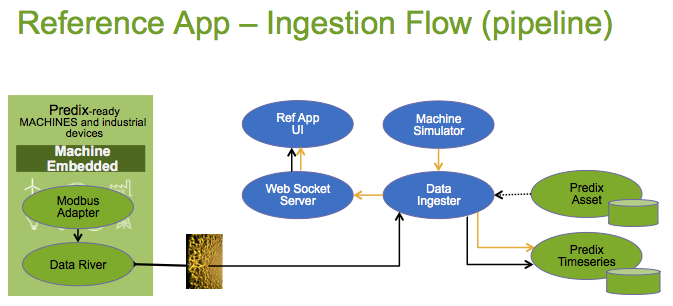 Reference App – Ingestion Flow (pipeline)
Predix-ready
MACHINES and industrial
devices
Machine
Embedded
Modbus
Adapter
Data River
Ref App
UI
Machine
Simulator
Web Socket
Server
Data
Ingester
Predix
Asset
Predix
Timeseries